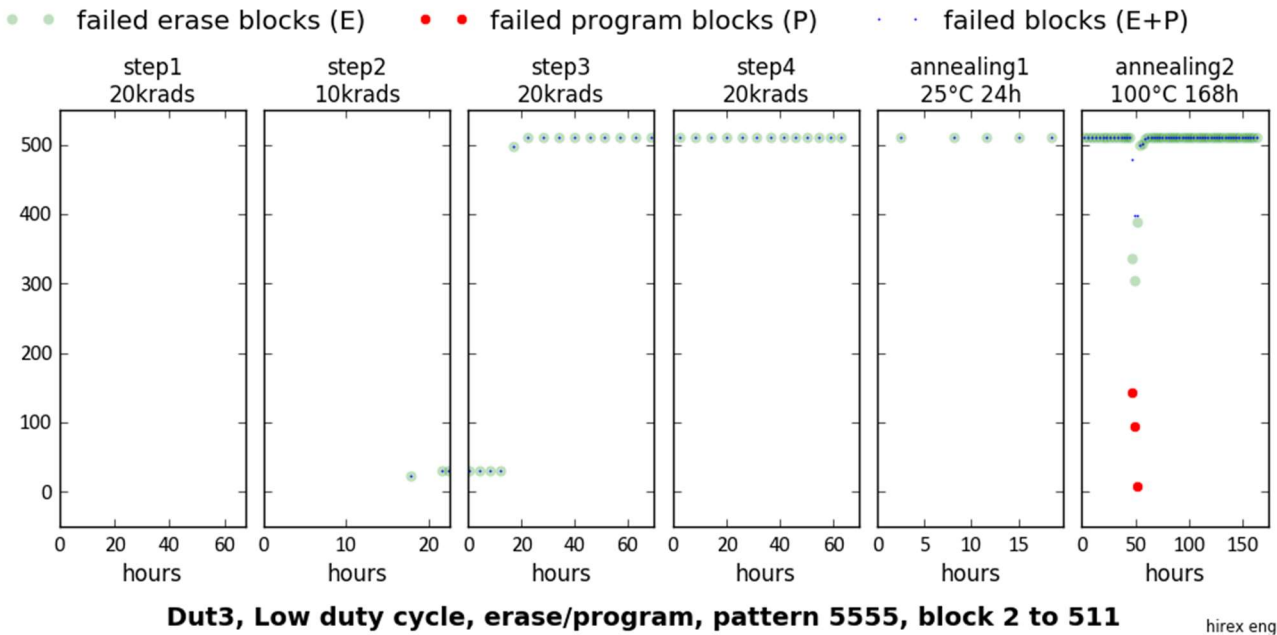 failed erase blocks (E) failed program blocks (P) failed blocks (E+P)
step1 step2 step3 step4 annealing1 annealing2
20krads 10krads 20krads 20krads 25°C 24h 100°C 168h
500
400
300
200
100
0
0 20 40 60 0 10 20 0 20 40 60 0 20 40 60 0 5 10 15 0 50 100 150
hours hours hours hours hours hours
Dut3, Low duty cycle, erase/program, pattern 5555, block 2 to 511
hirex eng